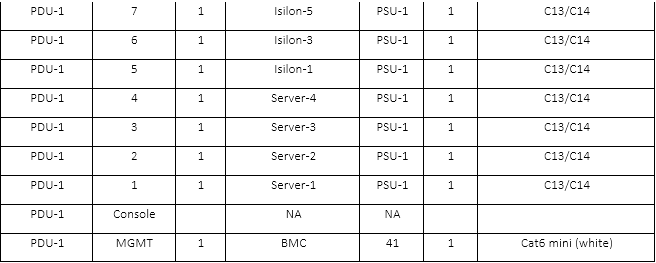 PDU-1 7 1 Isilon-5 PSU-1 1 C13/C14
PDU-1 6 1 Isilon-3 PSU-1 1 C13/C14
PDU-1 5 1 Isilon-1 PSU-1 1 C13/C14
PDU-1 4 1 Server-4 PSU-1 1 C13/C14
PDU-1 3 1 Server-3 PSU-1 1 C13/C14
PDU-1 2 1 Server-2 PSU-1 1 C13/C14
PDU-1 1 1 Server-1 PSU-1 1 C13/C14
PDU-1 Console NA NA
PDU-1 MGMT 1 BMC 41 1 Cat6 mini (white)